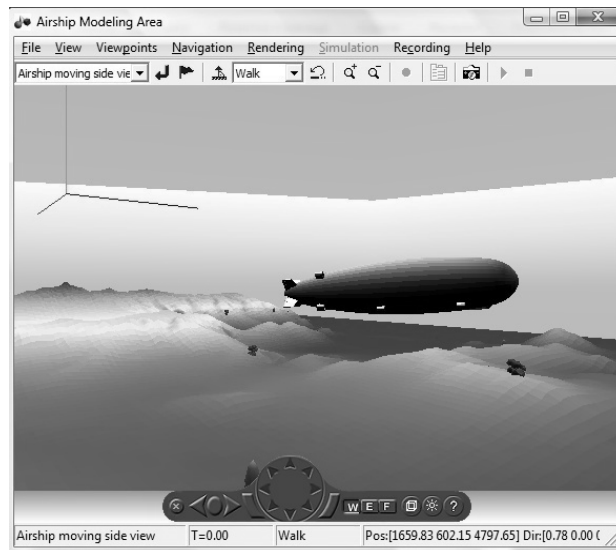 Airship Modeling Area
File View Viewpoints Navigation Rendering Simulation Recording Help
Airship moving side vie Walk
W E F ?
Airship moving side view T=0.00 Walk Pos:[1659.83 602.15 4797.65] Dir:[0.78 0.00 0